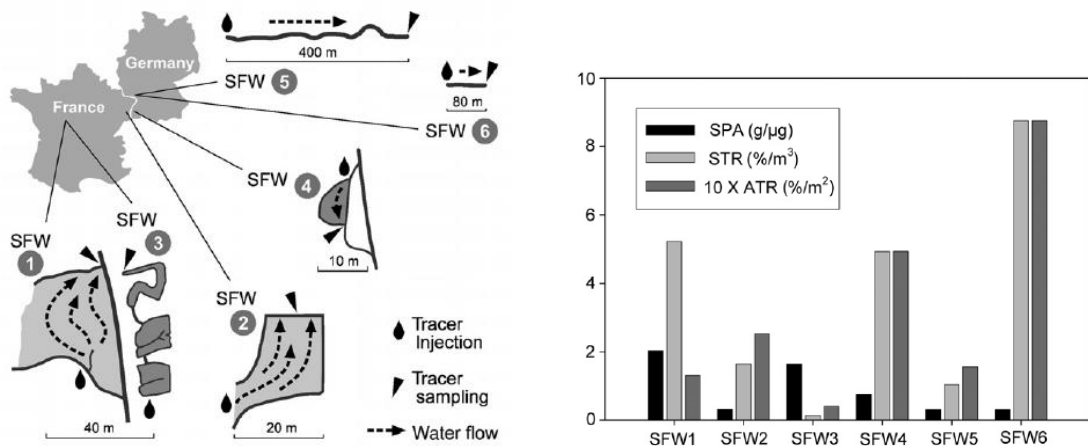 Germany
France
400 m
SFW 5
80 m
SFW 6
SFW 4
10 m
SFW 3
SFW 1
SFW 2
40 m
20 m
Tracer Injection
Tracer sampling
Water flow
10
8
6
4
2
0
SPA (g/µg)
STR (%/m³)
10 X ATR (%/m²)
SFW1 SFW2 SFW3 SFW4 SFW5 SFW6